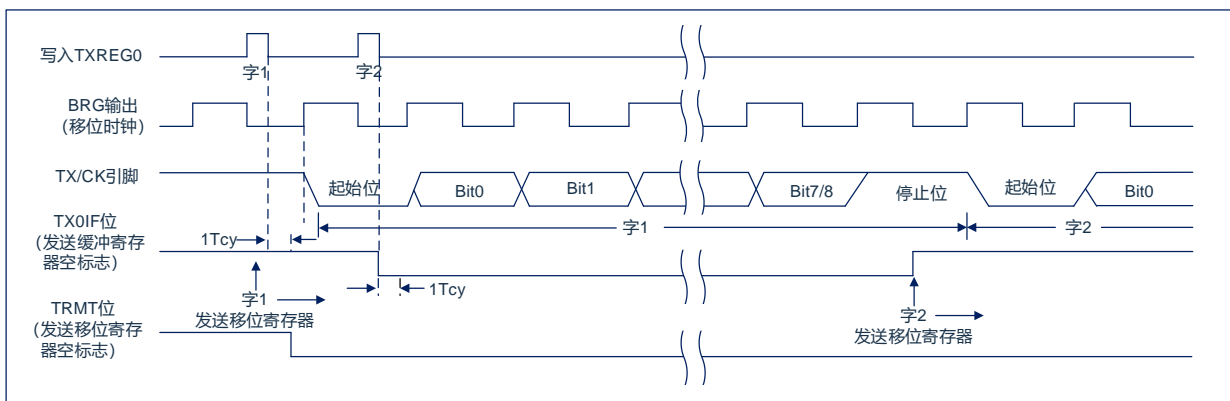 写入TXREG0
字1
字2
BRG输出
（移位时钟）
TX/CK引脚
起始位
Bit0
Bit1
Bit7/8
停止位
起始位
Bit0
字1
字2
TX0IF位
（发送缓冲寄存
器空标志）
1Tcy
1Tcy
字1
发送移位寄存器
字2
发送移位寄存器
TRMT位
（发送移位寄存
器空标志）